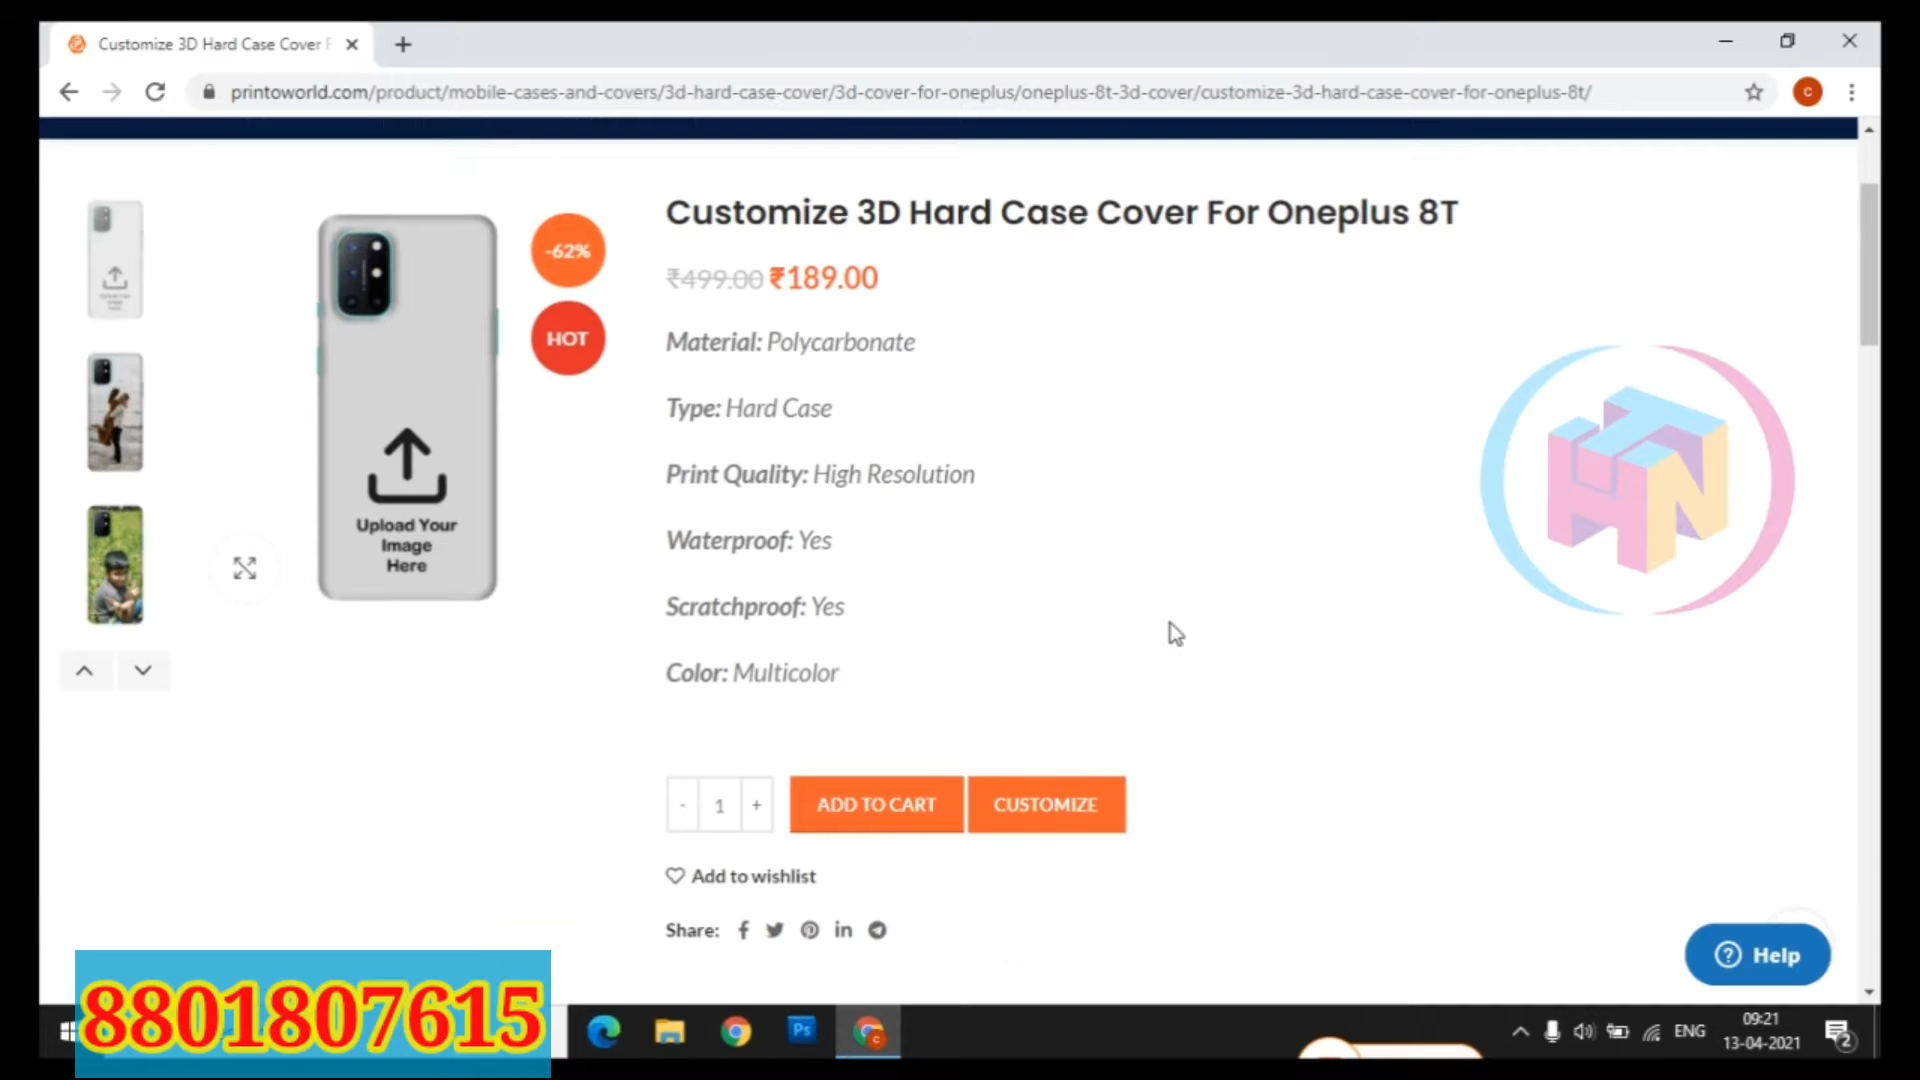 Customize 3D Hard Case Cover F
printoworld.com/product/mobile-cases-and-covers/3d-hard-case-cover/3d-cover-for-oneplus/oneplus-8t-3d-cover/customize-3d-hard-case-cover-for-oneplus-8t/
C
Customize 3D Hard Case Cover For Oneplus 8T
-62%
₹499.00 ₹189.00
HOT
Material: Polycarbonate
Type: Hard Case
Print Quality: High Resolution
HTN
Upload Your
Image
Here
Waterproof: Yes
Scratchproof: Yes
Color: Multicolor
- 1 +
ADD TO CART
CUSTOMIZE
Add to wishlist
Share:
Help
8801807615
Ps
C
ENG
09:21
13-04-2021
2